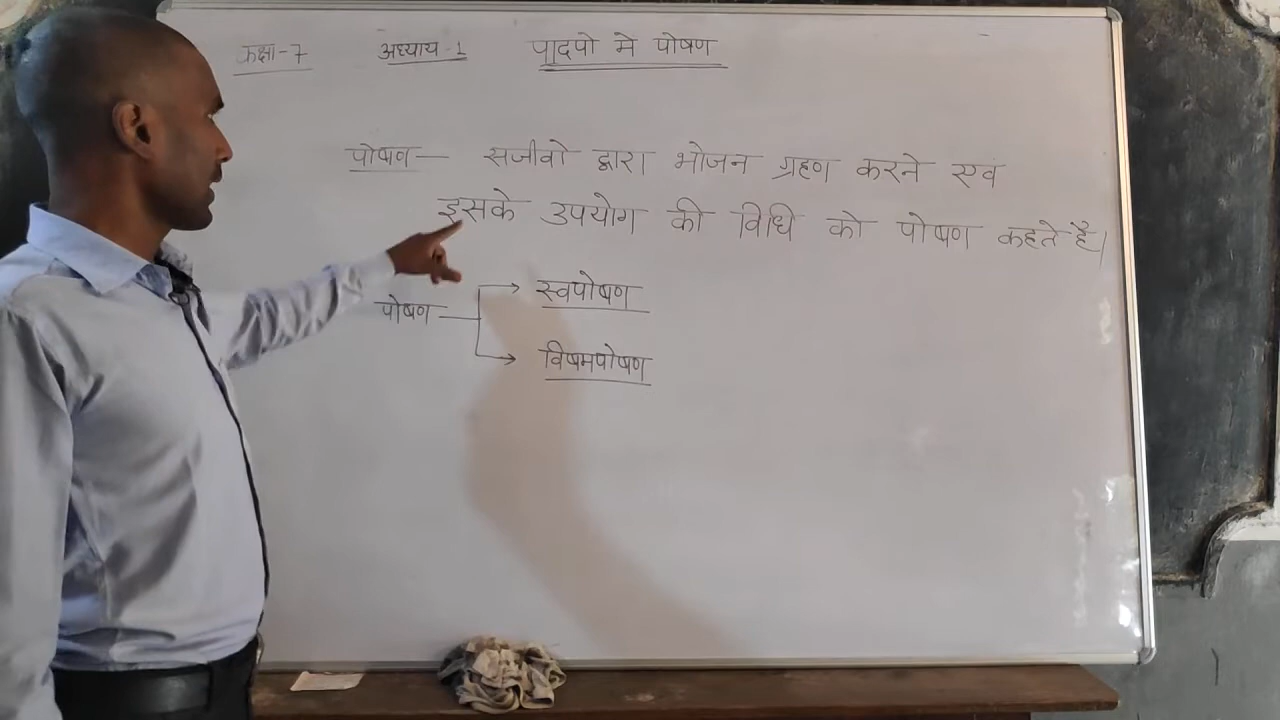 कक्षा-7 अध्याय-1 पादपो मे पोषण
पोषण — सजीवो द्वारा भोजन ग्रहण करने एवं
इसके उपयोग की विधि को पोषण कहते है।
पोषण
स्वपोषण
विषमपोषण